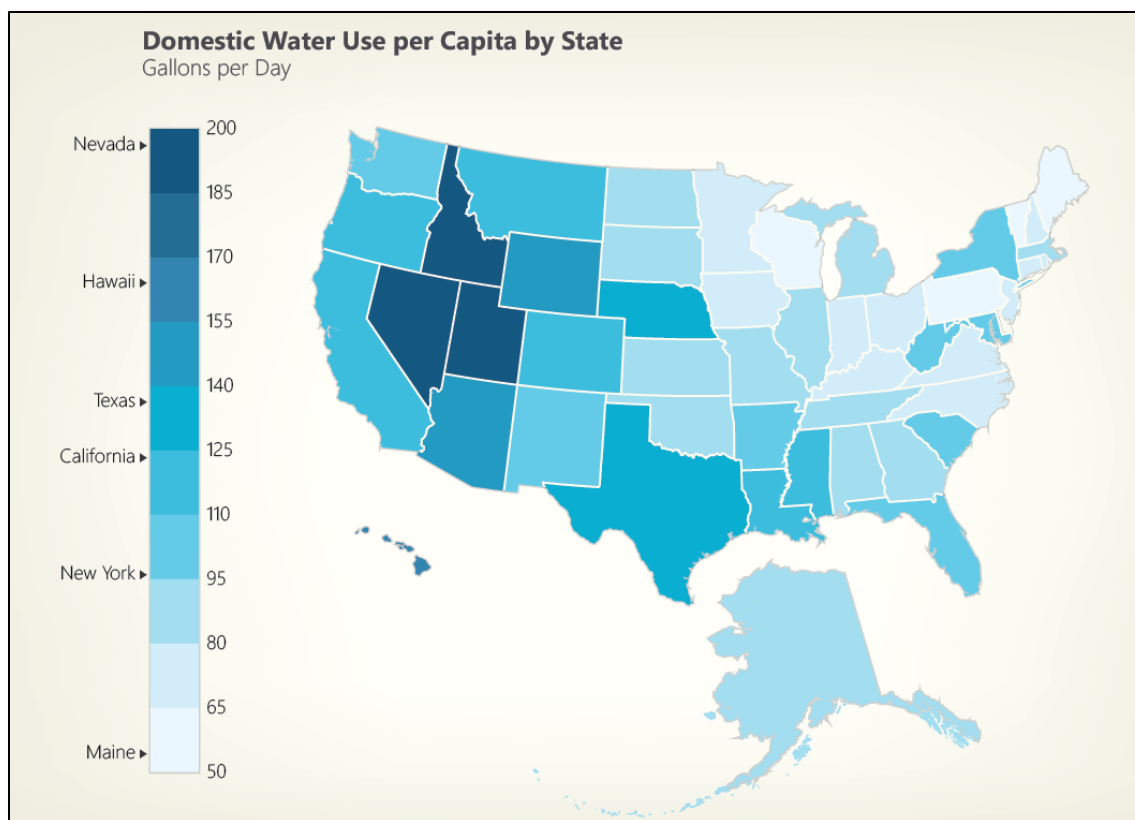 Domestic Water Use per Capita by State
Gallons per Day
Nevada
200
185
170
Hawaii
155
140
Texas
125
California
110
New York
95
80
65
Maine
50